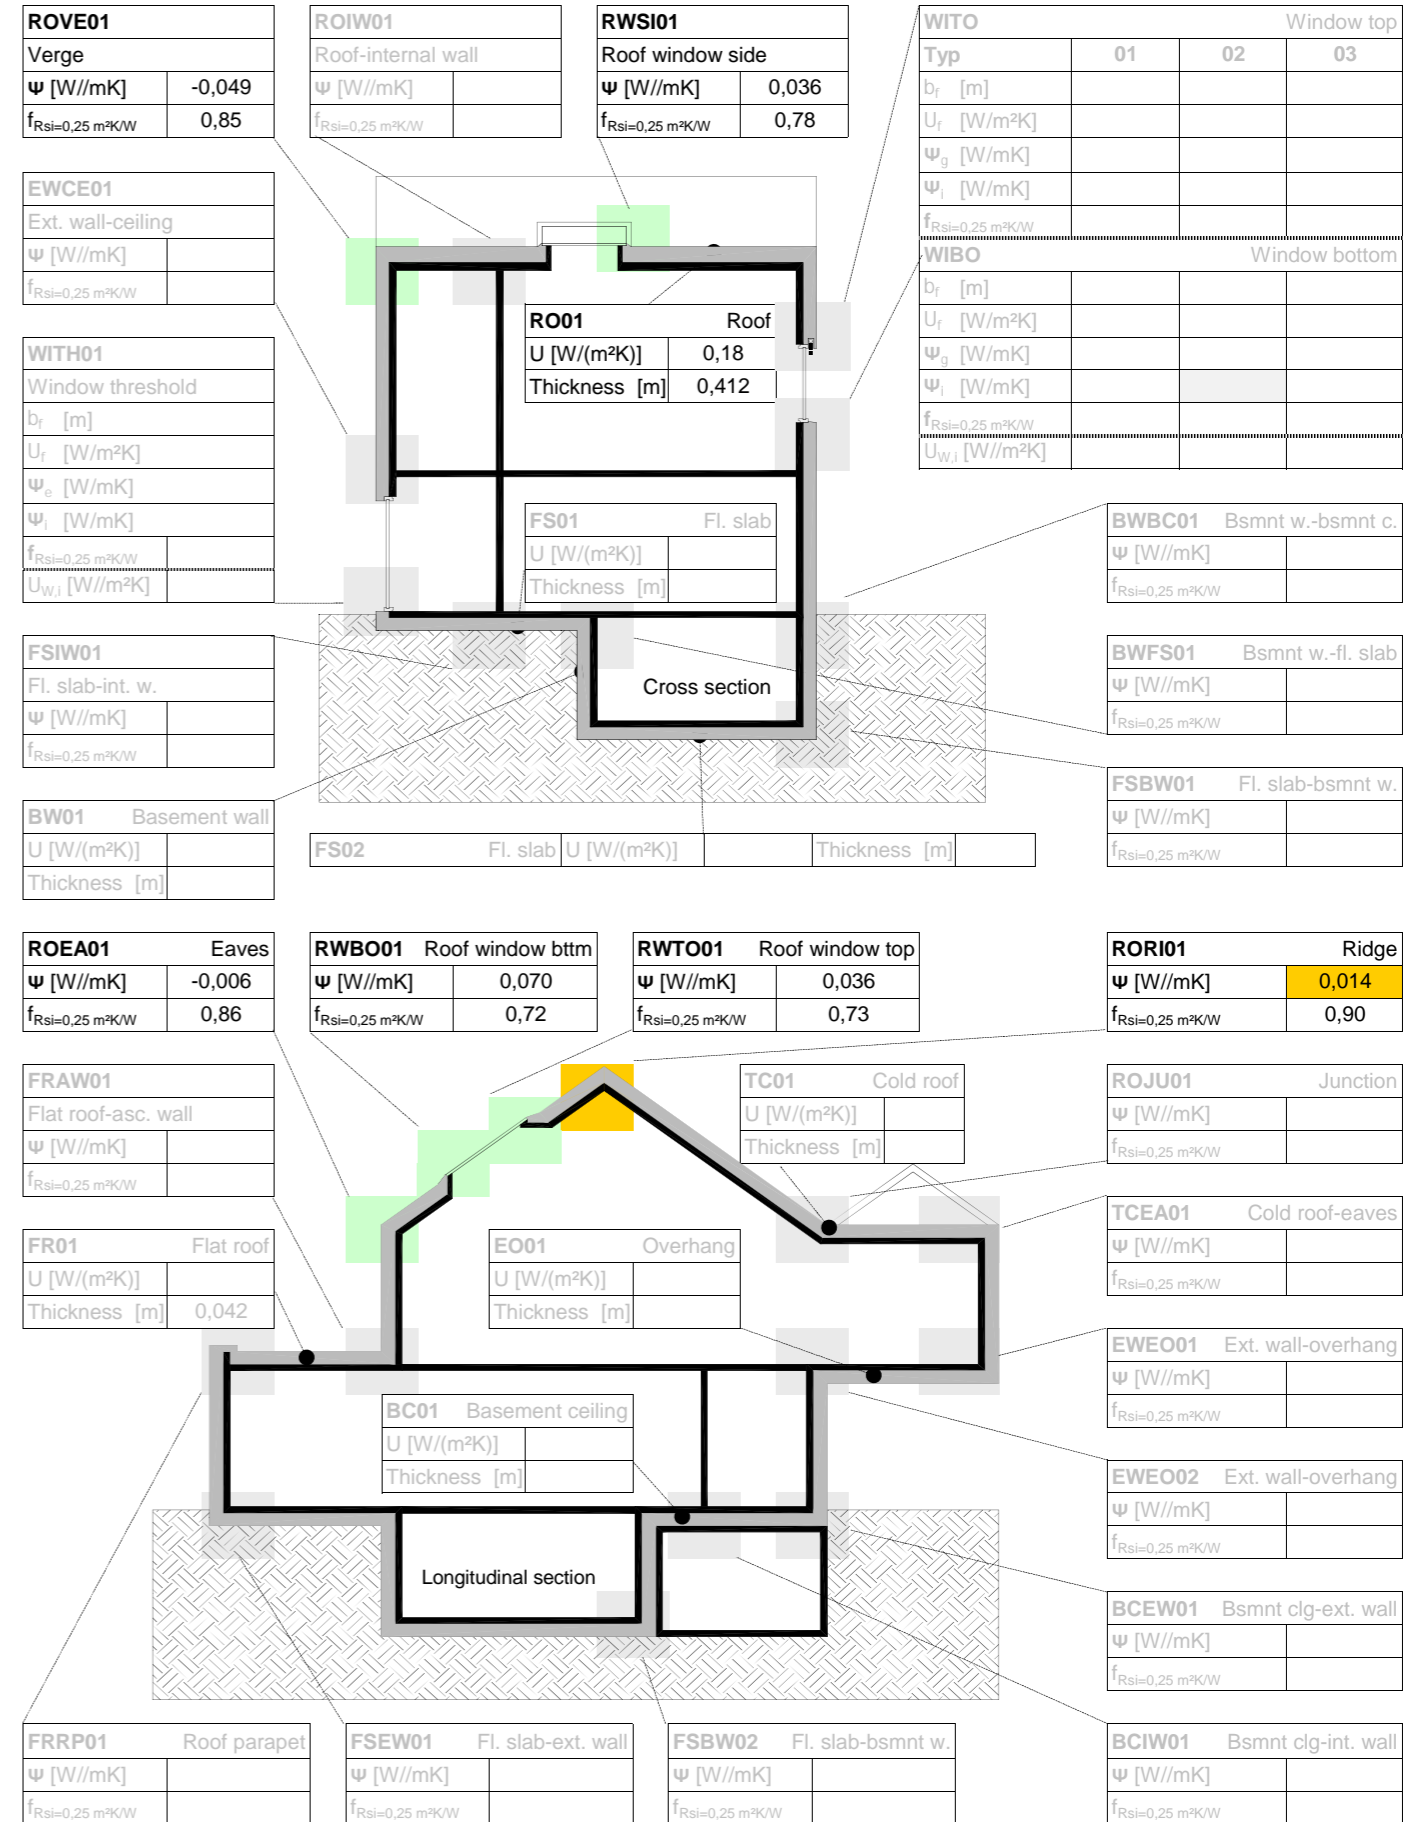 ROVE01
Verge
Ψ [W//mK] -0,049
fRsi=0,25 m²K/W 0,85
ROIW01
Roof-internal wall
Ψ [W//mK]
fRsi=0,25 m²K/W
RWSI01
Roof window side
Ψ [W//mK] 0,036
fRsi=0,25 m²K/W 0,78
WITO Window top
Typ 01 02 03
bf [m]
Uf [W/m²K]
Ψg [W/mK]
Ψi [W/mK]
fRsi=0,25 m²K/W
WIBO Window bottom
bf [m]
Uf [W/m²K]
Ψg [W/mK]
Ψi [W/mK]
fRsi=0,25 m²K/W
UW,i [W//m²K]
EWCE01
Ext. wall-ceiling
Ψ [W//mK]
fRsi=0,25 m²K/W
RO01 Roof
U [W/(m²K)] 0,18
Thickness [m] 0,412
WITH01
Window threshold
bf [m]
Uf [W/m²K]
Ψe [W/mK]
Ψi [W/mK]
fRsi=0,25 m²K/W
UW,i [W//m²K]
FS01 Fl. slab
U [W/(m²K)]
Thickness [m]
BWBC01 Bsmnt w.-bsmnt c.
Ψ [W//mK]
fRsi=0,25 m²K/W
FSIW01
Fl. slab-int. w.
Ψ [W//mK]
fRsi=0,25 m²K/W
Cross section
BWFS01 Bsmnt w.-fl. slab
Ψ [W//mK]
fRsi=0,25 m²K/W
FSBW01 Fl. slab-bsmnt w.
Ψ [W//mK]
fRsi=0,25 m²K/W
BW01 Basement wall
U [W/(m²K)]
Thickness [m]
FS02 Fl. slab U [W/(m²K)] Thickness [m]
ROEA01 Eaves
Ψ [W//mK] -0,006
fRsi=0,25 m²K/W 0,86
RWBO01 Roof window bttm
Ψ [W//mK] 0,070
fRsi=0,25 m²K/W 0,72
RWTO01 Roof window top
Ψ [W//mK] 0,036
fRsi=0,25 m²K/W 0,73
RORI01 Ridge
Ψ [W//mK] 0,014
fRsi=0,25 m²K/W 0,90
FRAW01
Flat roof-asc. wall
Ψ [W//mK]
fRsi=0,25 m²K/W
TC01 Cold roof
U [W/(m²K)]
Thickness [m]
ROJU01 Junction
Ψ [W//mK]
fRsi=0,25 m²K/W
TCEA01 Cold roof-eaves
Ψ [W//mK]
fRsi=0,25 m²K/W
FR01 Flat roof
U [W/(m²K)]
Thickness [m] 0,042
EO01 Overhang
U [W/(m²K)]
Thickness [m]
EWEO01 Ext. wall-overhang
Ψ [W//mK]
fRsi=0,25 m²K/W
BC01 Basement ceiling
U [W/(m²K)]
Thickness [m]
EWEO02 Ext. wall-overhang
Ψ [W//mK]
fRsi=0,25 m²K/W
Longitudinal section
BCEW01 Bsmnt clg-ext. wall
Ψ [W//mK]
fRsi=0,25 m²K/W
FRRP01 Roof parapet
Ψ [W//mK]
fRsi=0,25 m²K/W
FSEW01 Fl. slab-ext. wall
Ψ [W//mK]
fRsi=0,25 m²K/W
FSBW02 Fl. slab-bsmnt w.
Ψ [W//mK]
fRsi=0,25 m²K/W
BCIW01 Bsmnt clg-int. wall
Ψ [W//mK]
fRsi=0,25 m²K/W